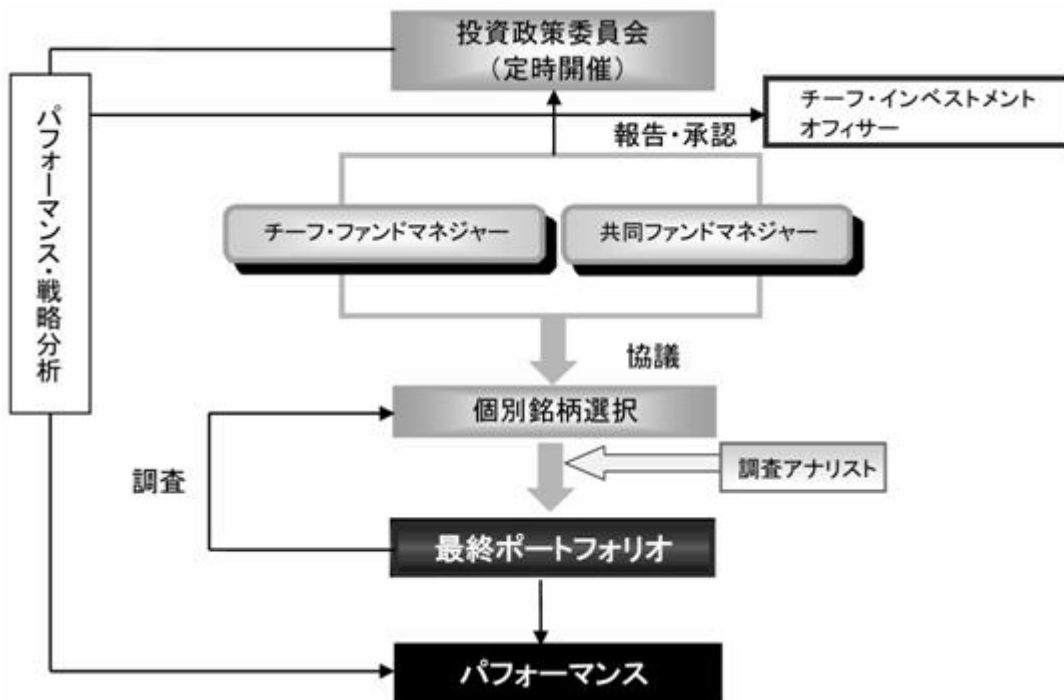 投資政策委員会
（定時開催）
チーフ・インベストメント
オフィサー
報告・承認
パフォーマンス・戦略分析
チーフ・ファンドマネジャー
共同ファンドマネジャー
協議
個別銘柄選択
調査アナリスト
調査
最終ポートフォリオ
パフォーマンス